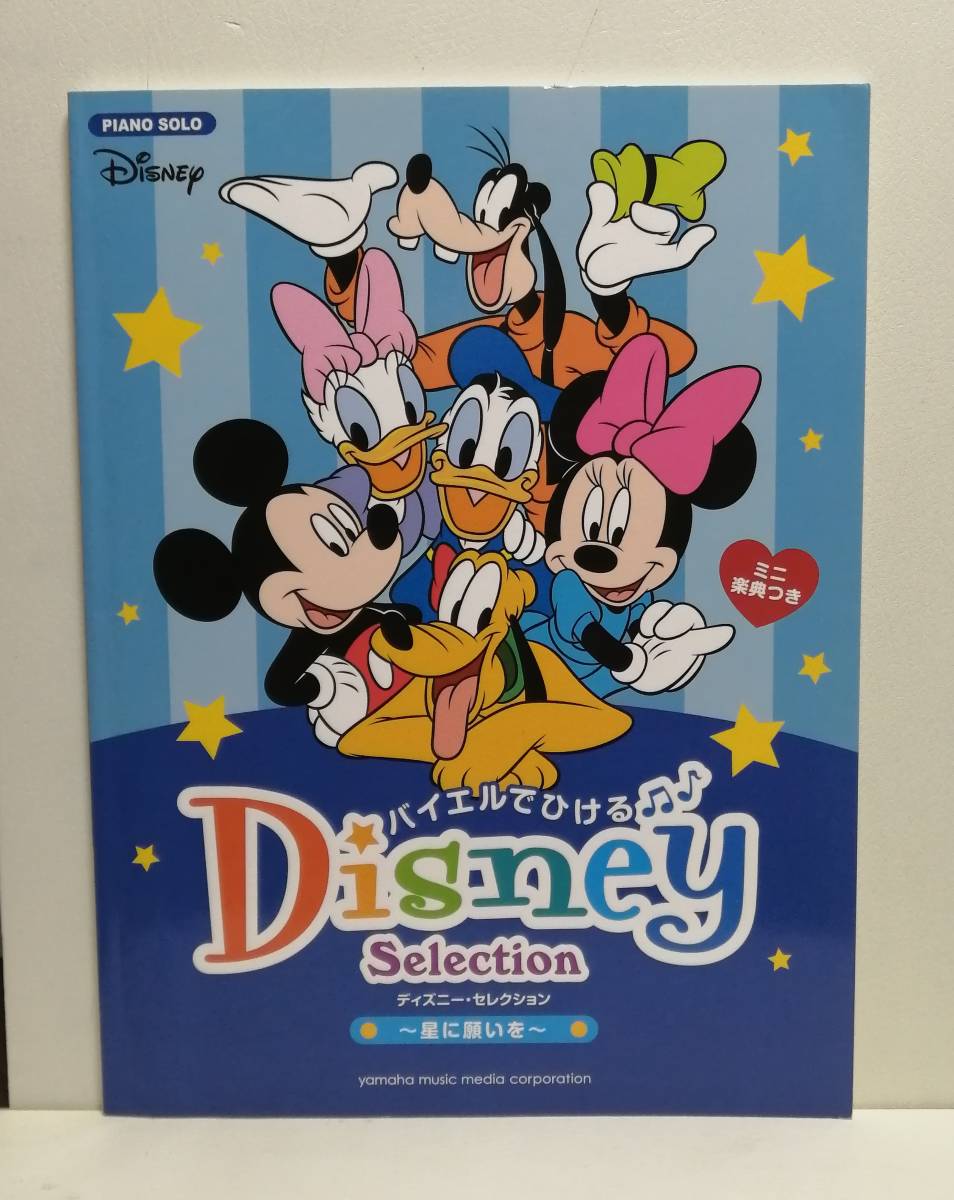 PIANO SOLO
Disney
ミニ
楽典つき
バイエルでひける
Disney
Selection
ディズニー・セレクション
～星に願いを～
yamaha music media corporation